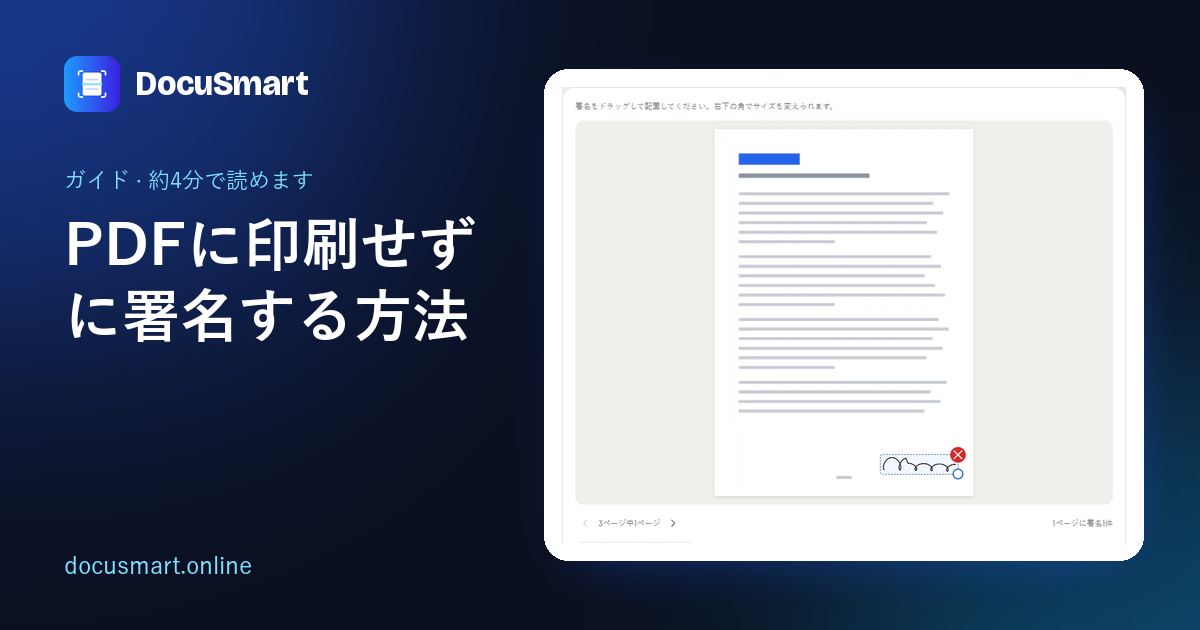 DocuSmart
ガイド · 約4分で読めます
PDFに印刷せず
に署名する方法
docusmart.online
署名をドラッグして配置してください。右下の角でサイズを変えられます。
3ページ中1ページ
1ページに署名1件